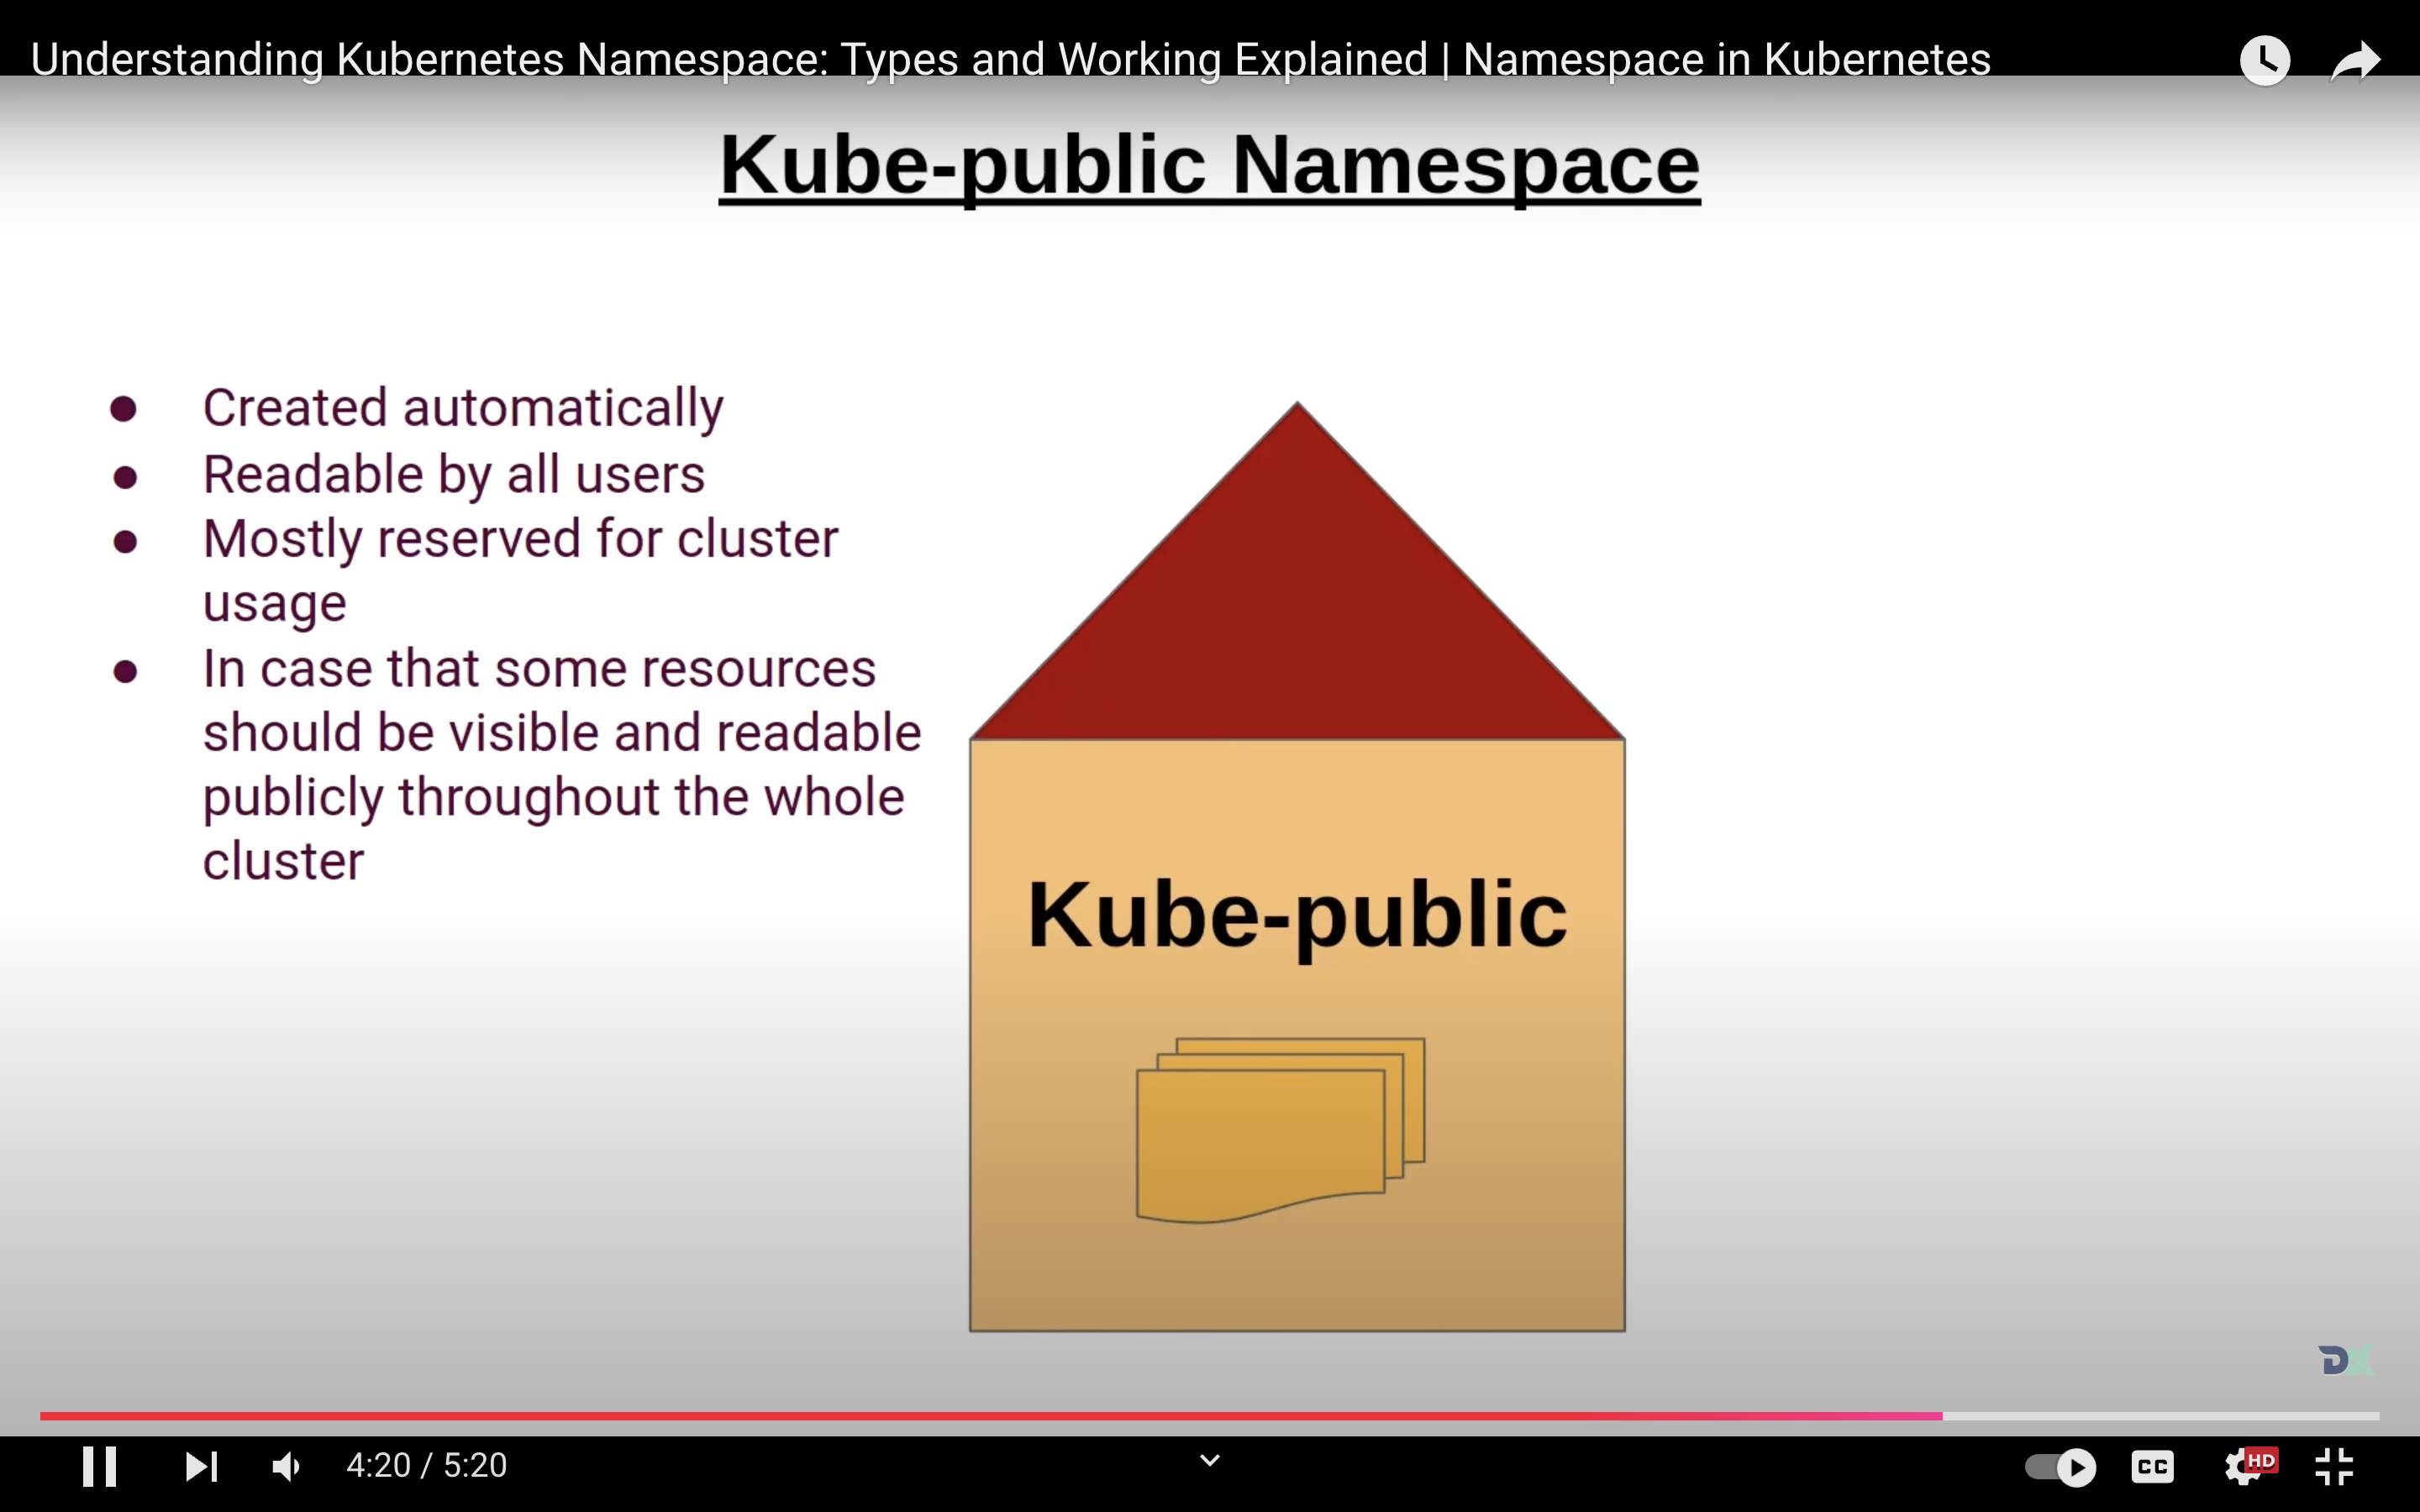 Understanding Kubernetes Namespace: Types and Working Explained | Namespace in Kubernetes
Kube-public Namespace
● Created automatically
● Readable by all users
● Mostly reserved for cluster
usage
● In case that some resources
should be visible and readable
publicly throughout the whole
cluster
Kube-public
DX
4:20 / 5:20
CC
HD